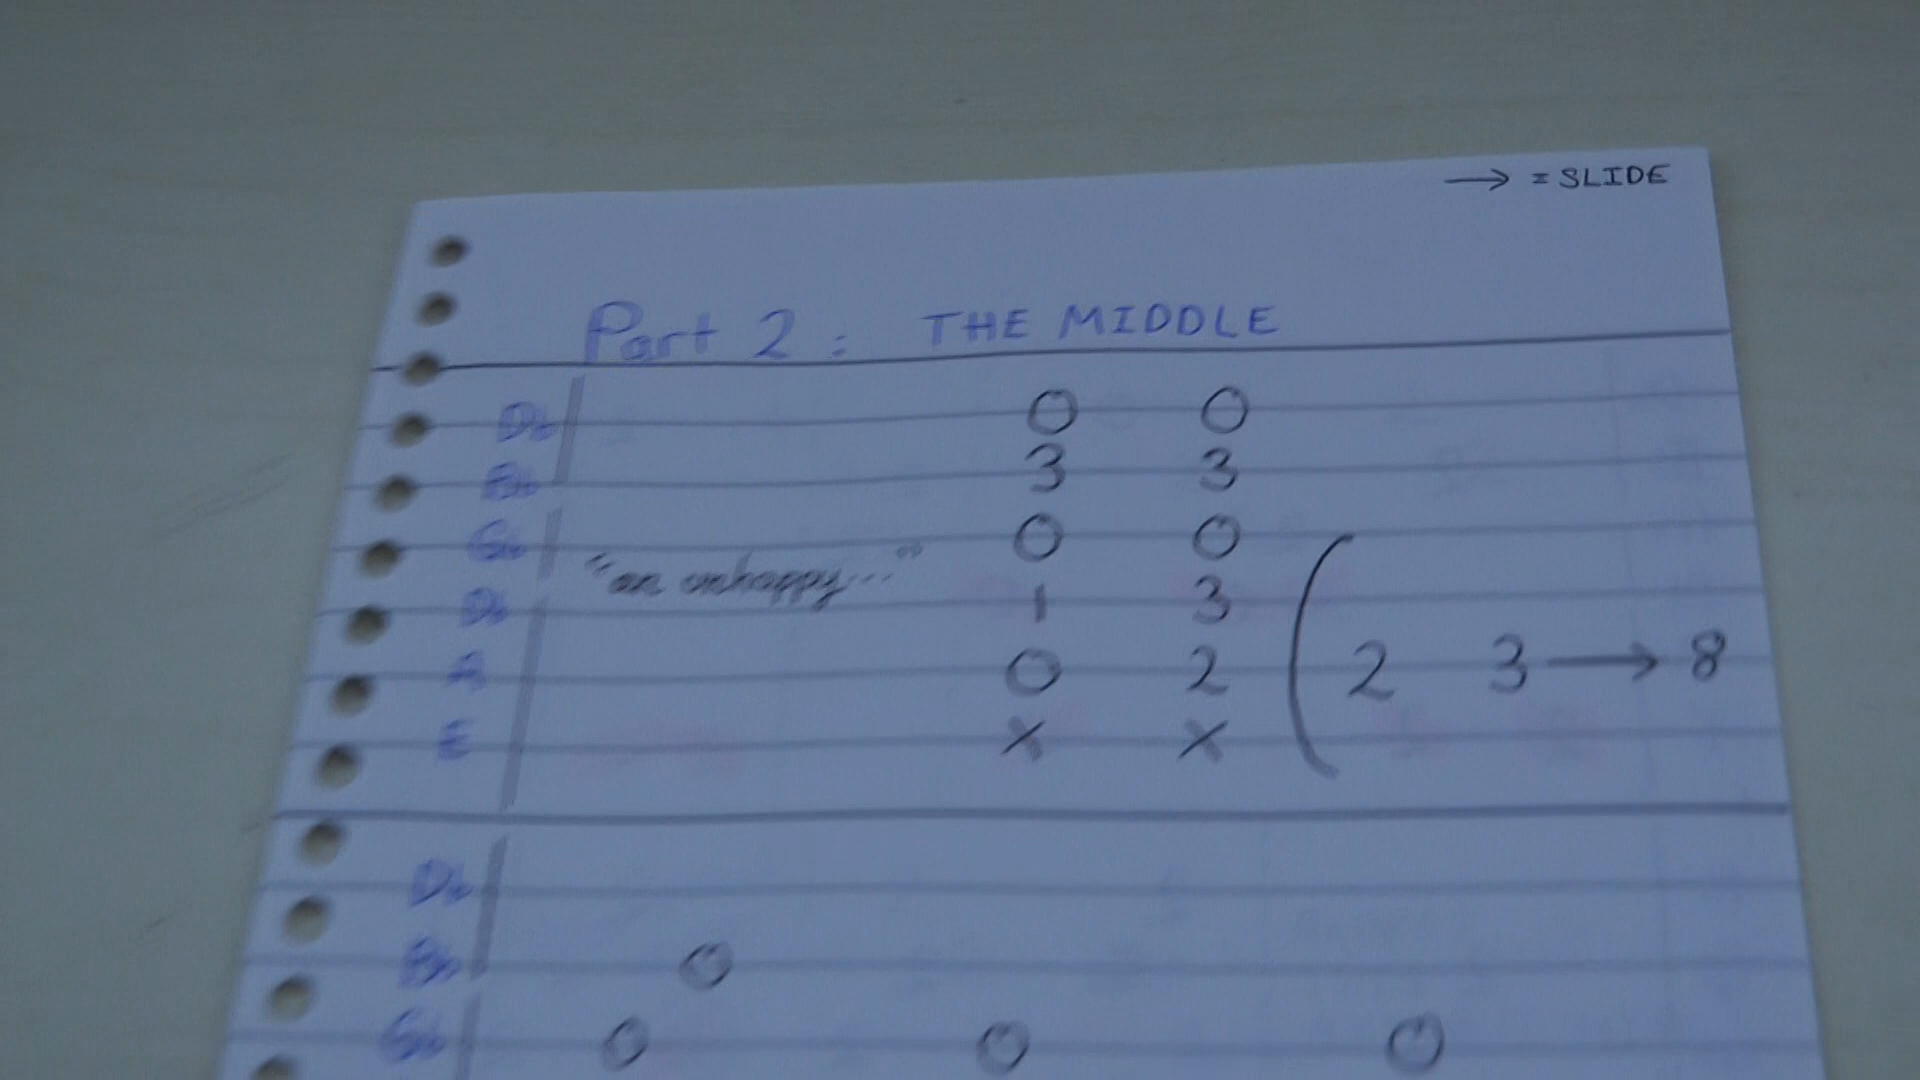 → = SLIDE
Part 2: THE MIDDLE
Db 0 0
Bb 3 3
Gb 0 0
"an unhappy..."
Db 1 3
A 0 2 ( 2 3 → 8
E x x
Db
Bb 0
Gb 0 0 0